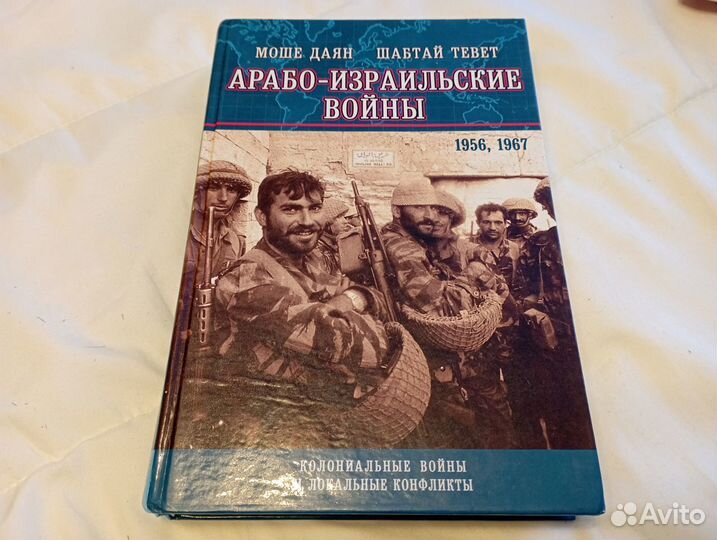 МОШЕ ДАЯН ШАБТАЙ ТЕВЕТ
АРАБО-ИЗРАИЛЬСКИЕ
ВОЙНЫ
1956, 1967
КОЛОНИАЛЬНЫЕ ВОЙНЫ
И ЛОКАЛЬНЫЕ КОНФЛИКТЫ
Avito